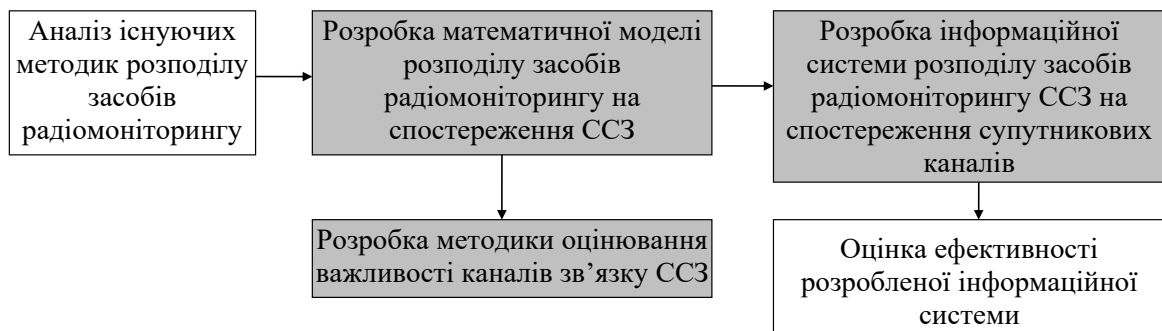 Аналіз існуючих
методик розподілу
засобів
радіомоніторингу
Розробка математичної моделі
розподілу засобів
радіомоніторингу на
спостереження ССЗ
Розробка інформаційної
системи розподілу засобів
радіомоніторингу ССЗ на
спостереження супутникових
каналів
Розробка методики оцінювання
важливості каналів зв’язку ССЗ
Оцінка ефективності
розробленої інформаційної
системи